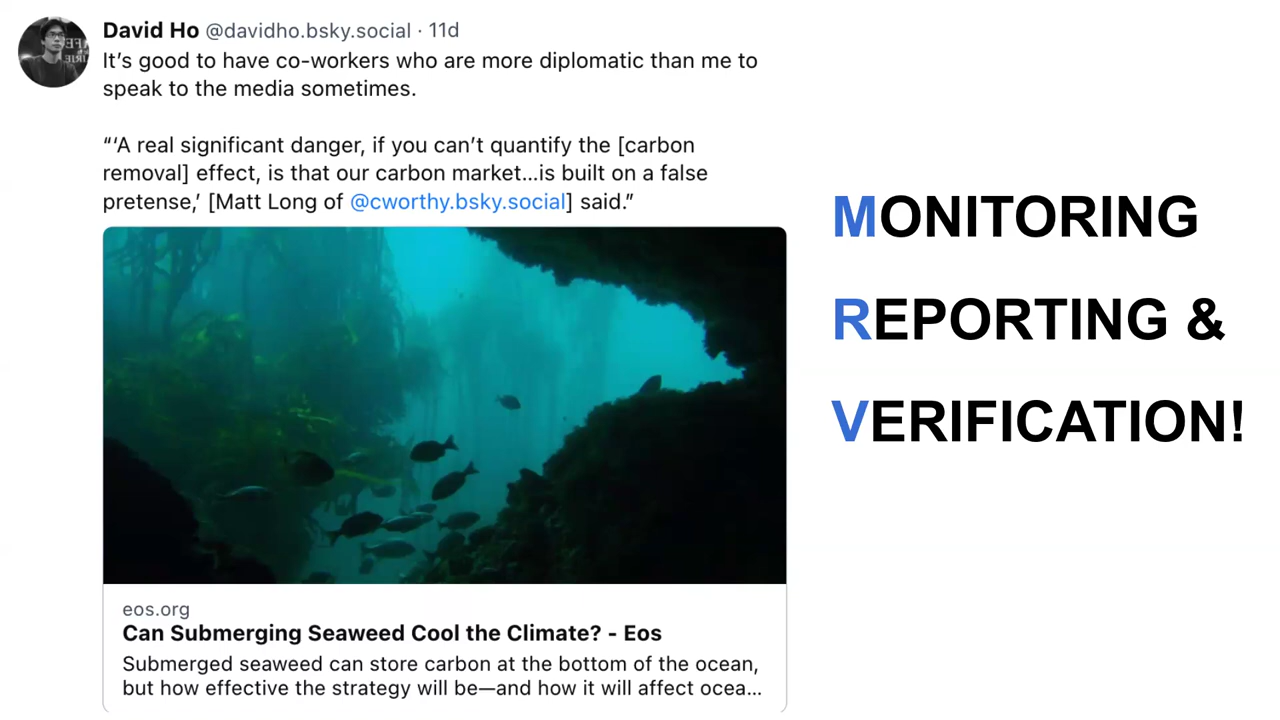 David Ho @davidho.bsky.social · 11d
It’s good to have co-workers who are more diplomatic than me to
speak to the media sometimes.
“‘A real significant danger, if you can’t quantify the [carbon
removal] effect, is that our carbon market...is built on a false
pretense,’ [Matt Long of @cworthy.bsky.social] said.”
eos.org
Can Submerging Seaweed Cool the Climate? - Eos
Submerged seaweed can store carbon at the bottom of the ocean,
but how effective the strategy will be—and how it will affect ocea...
MONITORING
REPORTING &
VERIFICATION!